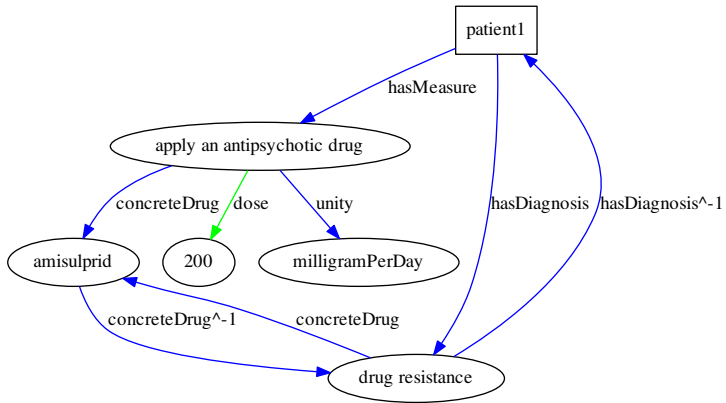 patient1
hasMeasure
apply an antipsychotic drug
concreteDrug
dose
unity
hasDiagnosis
hasDiagnosis^-1
amisulprid
200
milligramPerDay
concreteDrug^-1
concreteDrug
drug resistance